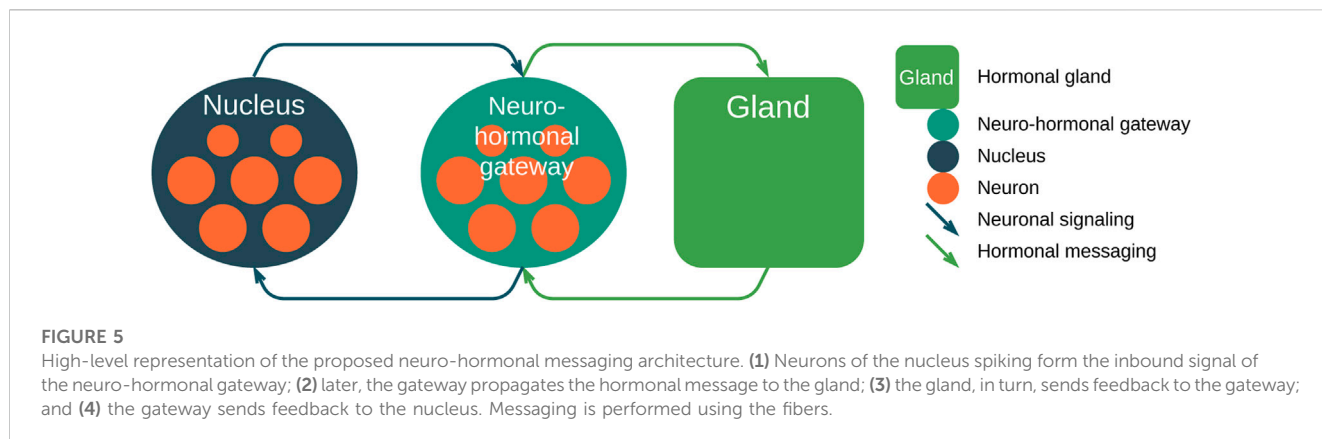 Nucleus
Neuro-
hormonal
gateway
Gland
Gland
Hormonal gland
Neuro-hormonal gateway
Nucleus
Neuron
Neuronal signaling
Hormonal messaging
FIGURE 5
High-level representation of the proposed neuro-hormonal messaging architecture. (1) Neurons of the nucleus spiking form the inbound signal of
the neuro-hormonal gateway; (2) later, the gateway propagates the hormonal message to the gland; (3) the gland, in turn, sends feedback to the gateway;
and (4) the gateway sends feedback to the nucleus. Messaging is performed using the fibers.